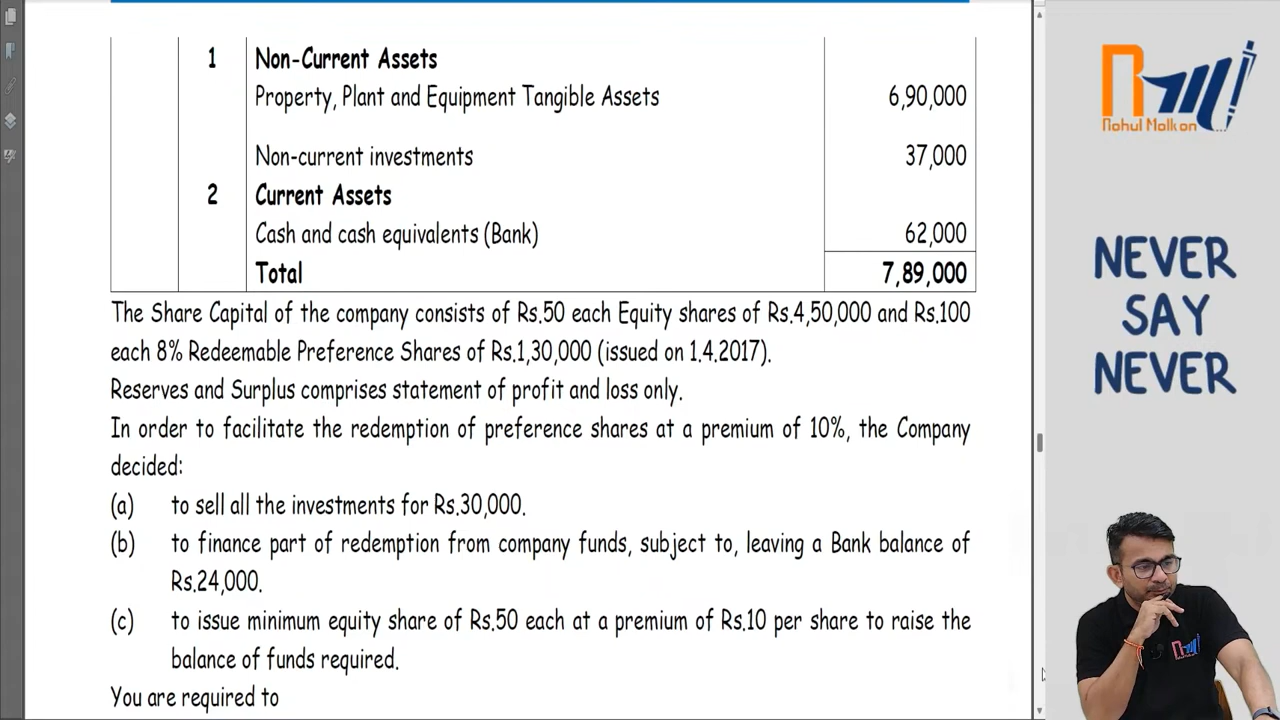 1 Non-Current Assets
Property, Plant and Equipment Tangible Assets 6,90,000
Non-current investments 37,000
2 Current Assets
Cash and cash equivalents (Bank) 62,000
Total 7,89,000
The Share Capital of the company consists of Rs.50 each Equity shares of Rs.4,50,000 and Rs.100
each 8% Redeemable Preference Shares of Rs.1,30,000 (issued on 1.4.2017).
Reserves and Surplus comprises statement of profit and loss only.
In order to facilitate the redemption of preference shares at a premium of 10%, the Company
decided:
(a) to sell all the investments for Rs.30,000.
(b) to finance part of redemption from company funds, subject to, leaving a Bank balance of
Rs.24,000.
(c) to issue minimum equity share of Rs.50 each at a premium of Rs.10 per share to raise the
balance of funds required.
You are required to
Rahul Malkan
NEVER
SAY
NEVER